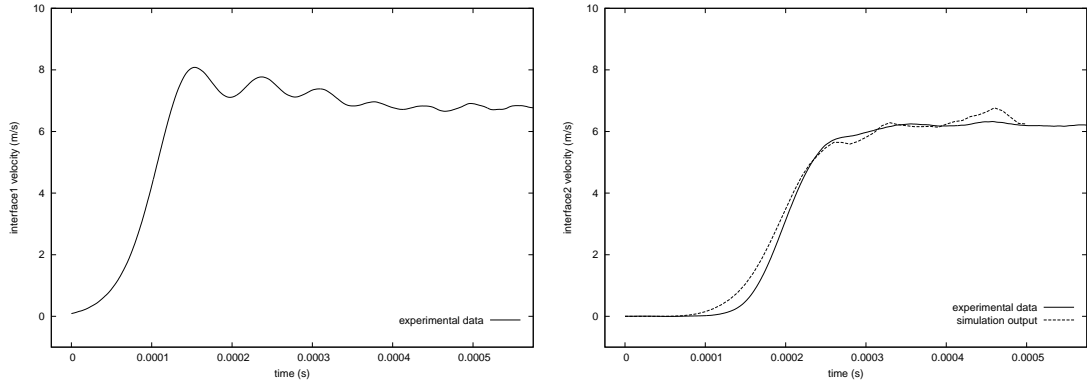 10
8
6
4
2
0
interface1 velocity (m/s)
experimental data
0 0.0001 0.0002 0.0003 0.0004 0.0005
time (s)
10
8
6
4
2
0
interface2 velocity (m/s)
experimental data
simulation output
0 0.0001 0.0002 0.0003 0.0004 0.0005
time (s)